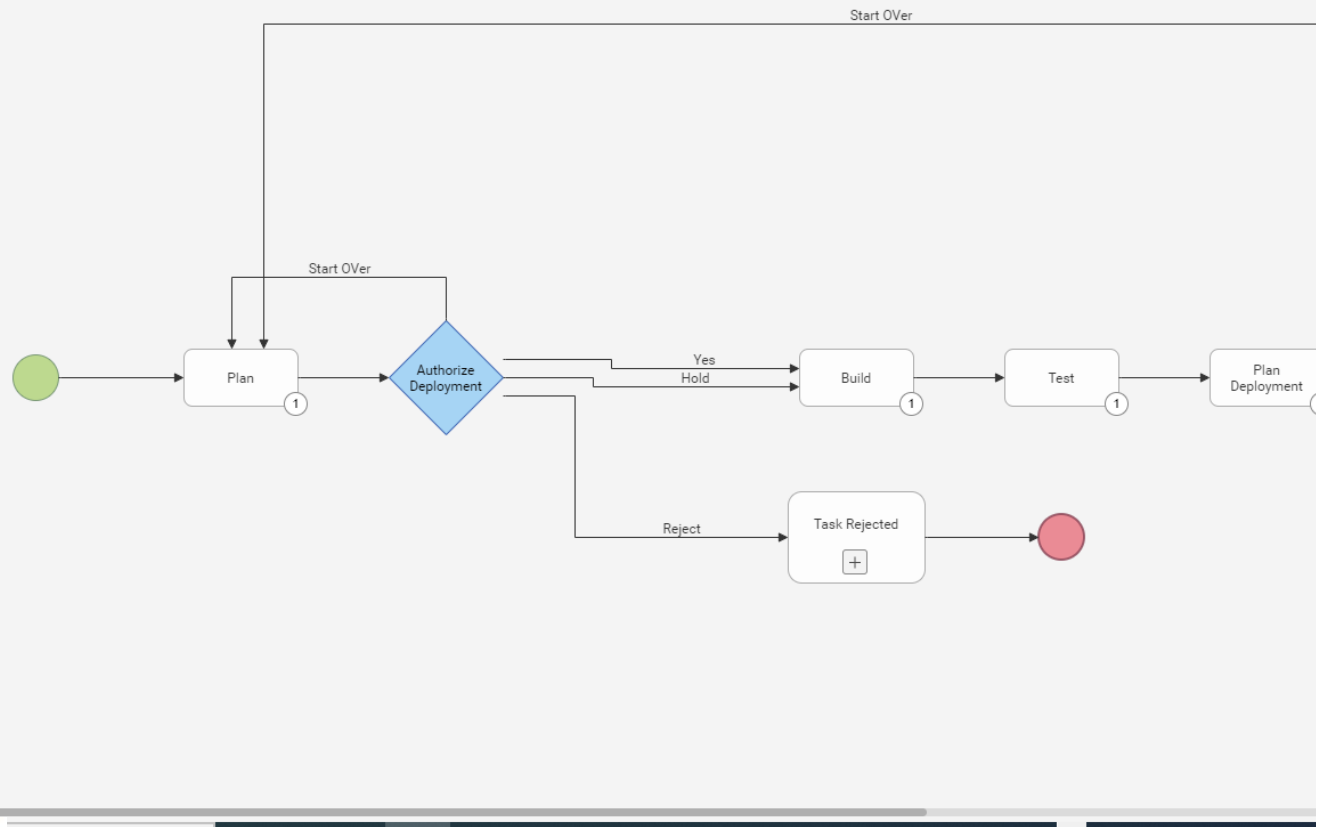 Start OVer
Start OVer
Plan
1
Authorize
Deployment
Yes
Hold
Build
1
Test
1
Plan
Deployment
Reject
Task Rejected
+